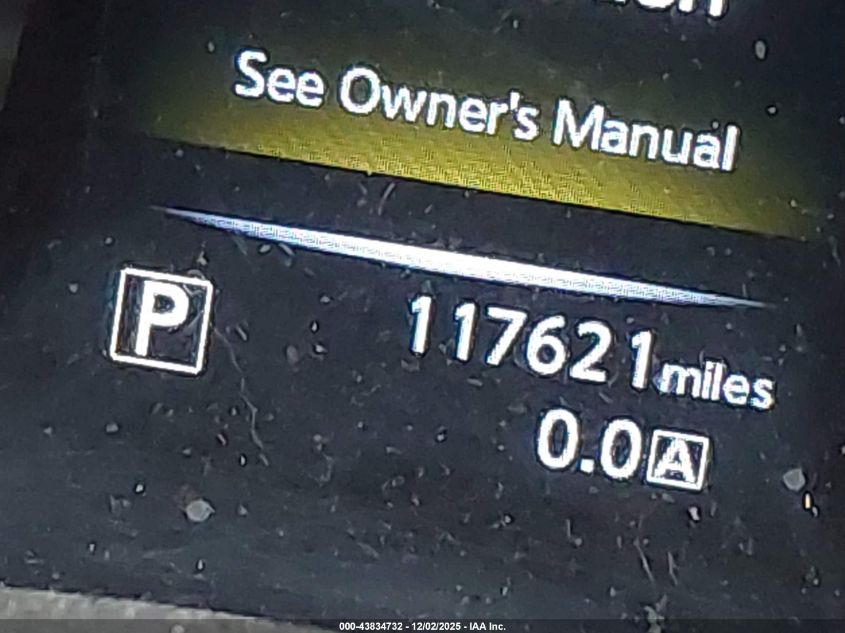 See Owner's Manual
P
117621 miles
0.0 A
000-43834732 - 12/02/2025 - IAA Inc.